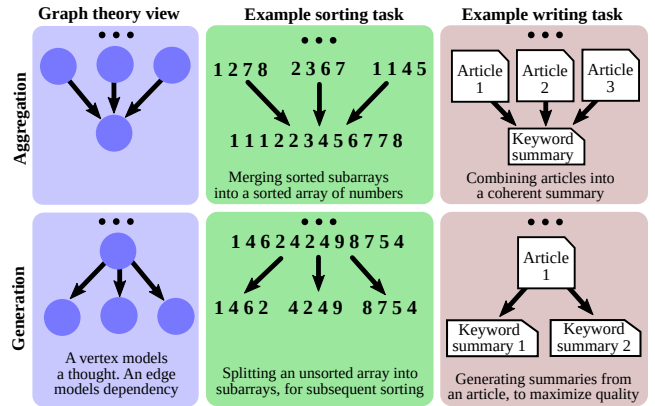 Graph theory view
Example sorting task
Example writing task
Aggregation
1 2 7 8
2 3 6 7
1 1 4 5
1 1 1 2 2 3 4 5 6 7 7 8
Merging sorted subarrays
into a sorted array of numbers
Article
1
Article
2
Article
3
Keyword
summary
Combining articles into
a coherent summary
Generation
A vertex models
a thought. An edge
models dependency
1 4 6 2 4 2 4 9 8 7 5 4
1 4 6 2
4 2 4 9
8 7 5 4
Splitting an unsorted array into
subarrays, for subsequent sorting
Article
1
Keyword
summary 1
Keyword
summary 2
Generating summaries from
an article, to maximize quality